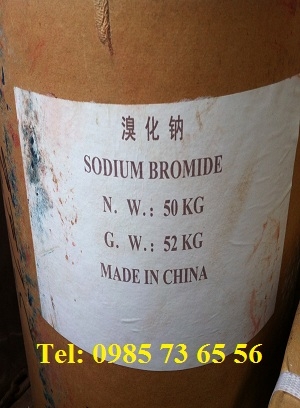 溴化钠
SODIUM BROMIDE
N. W.: 50 KG
G. W.: 52 KG
MADE IN CHINA
Tel: 0985 73 65 56